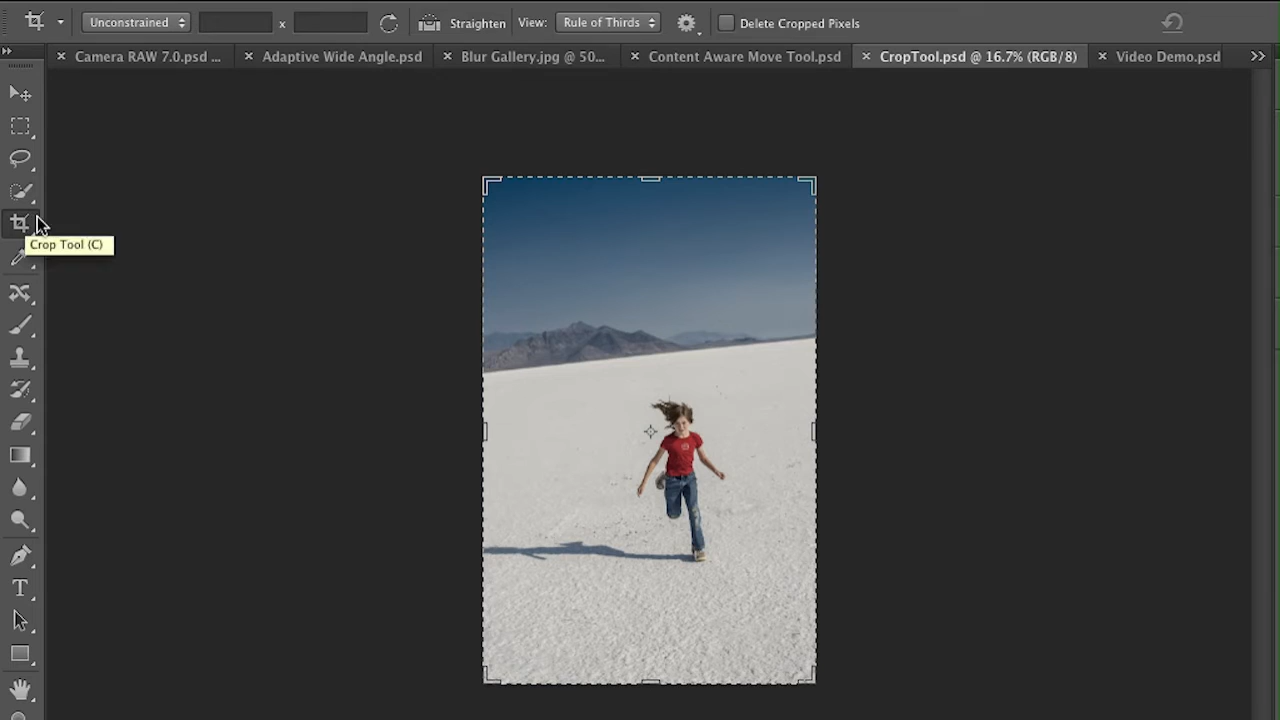 Unconstrained x Straighten View: Rule of Thirds Delete Cropped Pixels
Camera RAW 7.0.psd ... Adaptive Wide Angle.psd Blur Gallery.jpg @ 50... Content Aware Move Tool.psd CropTool.psd @ 16.7% (RGB/8) Video Demo.psd
Crop Tool (C)